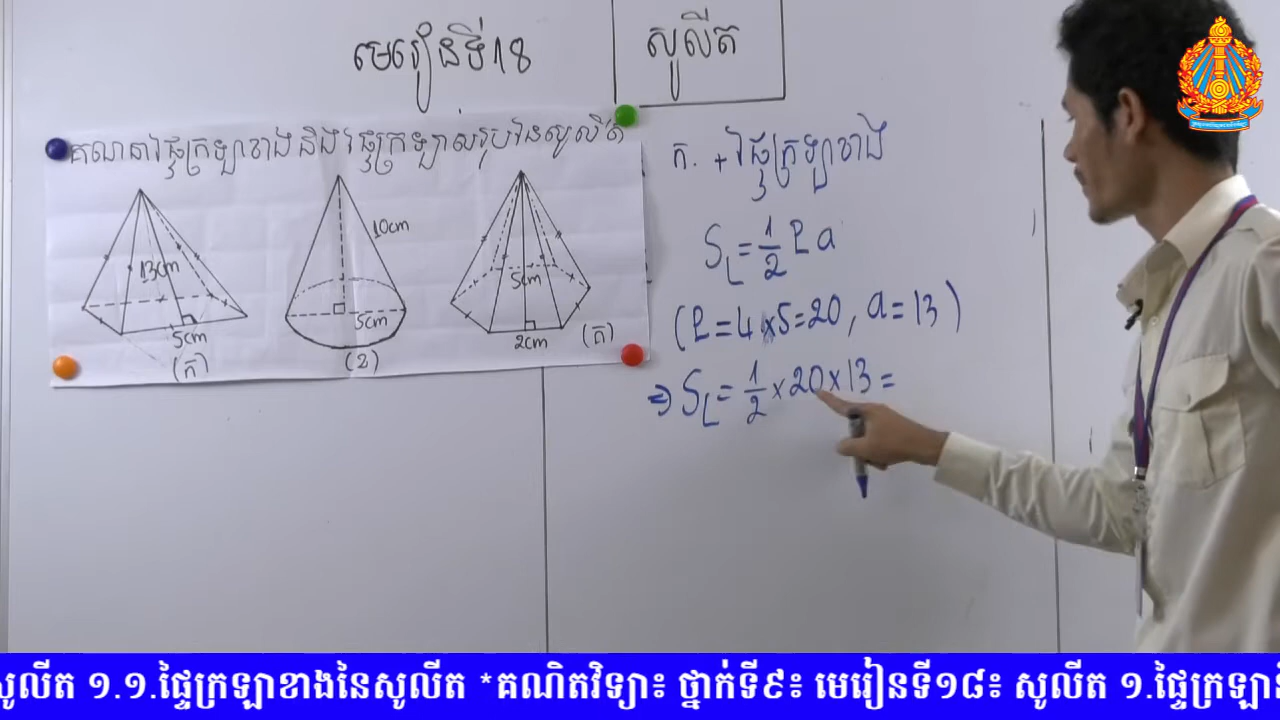 មេរៀនទី18
សូលីត
គណនាផ្ទៃក្រឡាខាង និងផ្ទៃក្រឡាសរុបនៃសូលីត
13cm
5cm
(ក)
10cm
5cm
(ខ)
5cm
2cm
(គ)
ក. + ផ្ទៃក្រឡាខាង
S_L = 1/2 P a
(P = 4 x 5 = 20 , a = 13 )
⇒ S_L = 1/2 x 20 x 13 =
សូលីត ១.១.ផ្ទៃក្រឡាខាងនៃសូលីត *គណិតវិទ្យា៖ ថ្នាក់ទី៩៖ មេរៀនទី១៨៖ សូលីត ១.ផ្ទៃក្រឡា